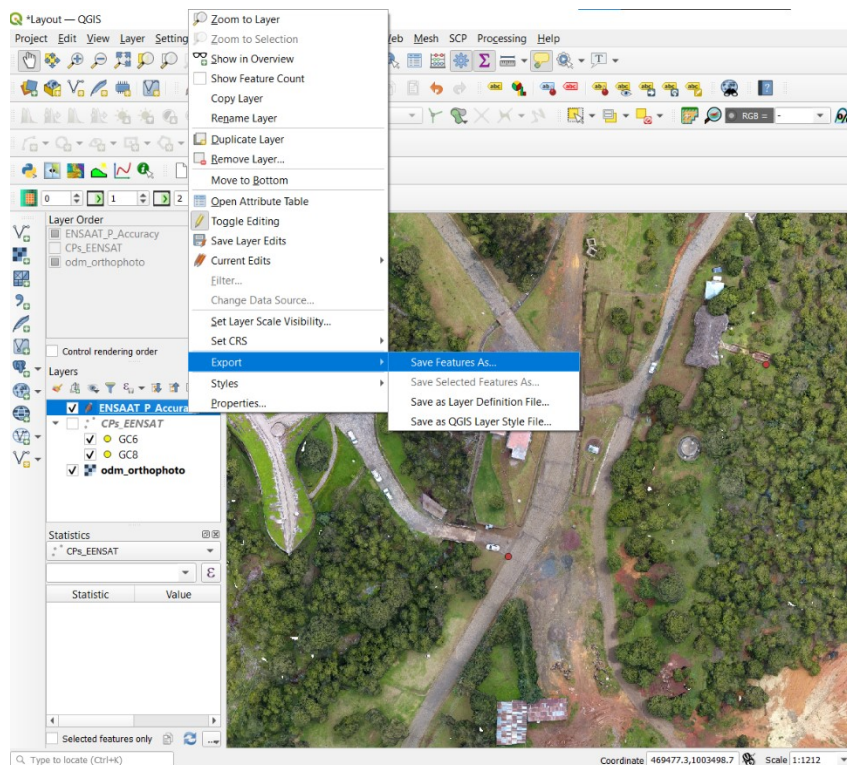 *Layout — QGIS
Project Edit View Layer Setting
eb Mesh SCP Processing Help
Zoom to Layer
Zoom to Selection
Show in Overview
Show Feature Count
Copy Layer
Rename Layer
Duplicate Layer
Remove Layer...
Move to Bottom
Open Attribute Table
Toggle Editing
Save Layer Edits
Current Edits
Filter...
Change Data Source...
Set Layer Scale Visibility...
Set CRS
Export
Styles
Properties...
Save Features As...
Save Selected Features As...
Save as Layer Definition File...
Save as QGIS Layer Style File...
RGB = -
0 1 2
Layer Order
ENSAAT_P_Accuracy
CPs_EENSAT
odm_orthophoto
Control rendering order
Layers
ENSAAT P Accura
CPs_EENSAT
GC6
GC8
odm_orthophoto
Statistics
CPs_EENSAT
ε
Statistic Value
Selected features only
Type to locate (Ctrl+K)
Coordinate 469477.3,1003498.7 Scale 1:1212